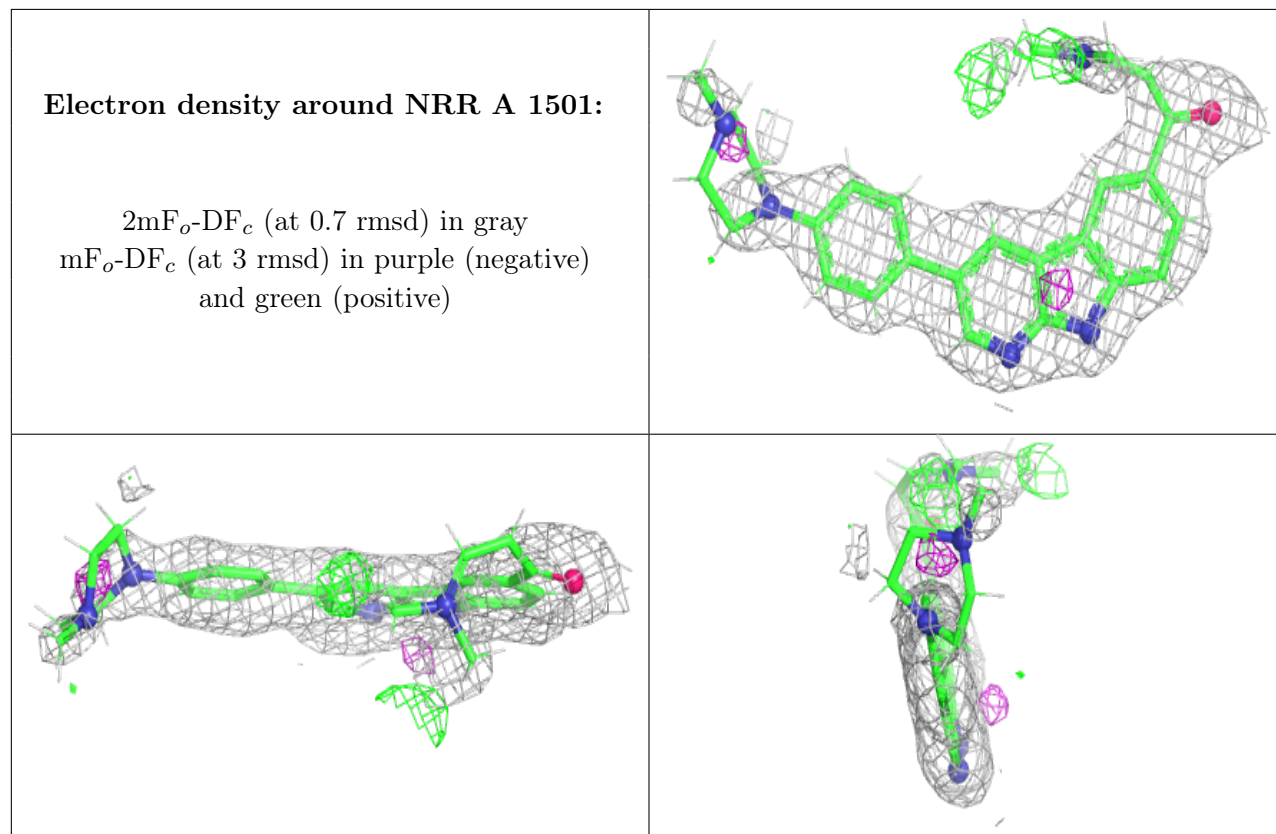 Electron density around NRR A 1501:
2mFo-DFc (at 0.7 rmsd) in gray
mFo-DFc (at 3 rmsd) in purple (negative)
and green (positive)